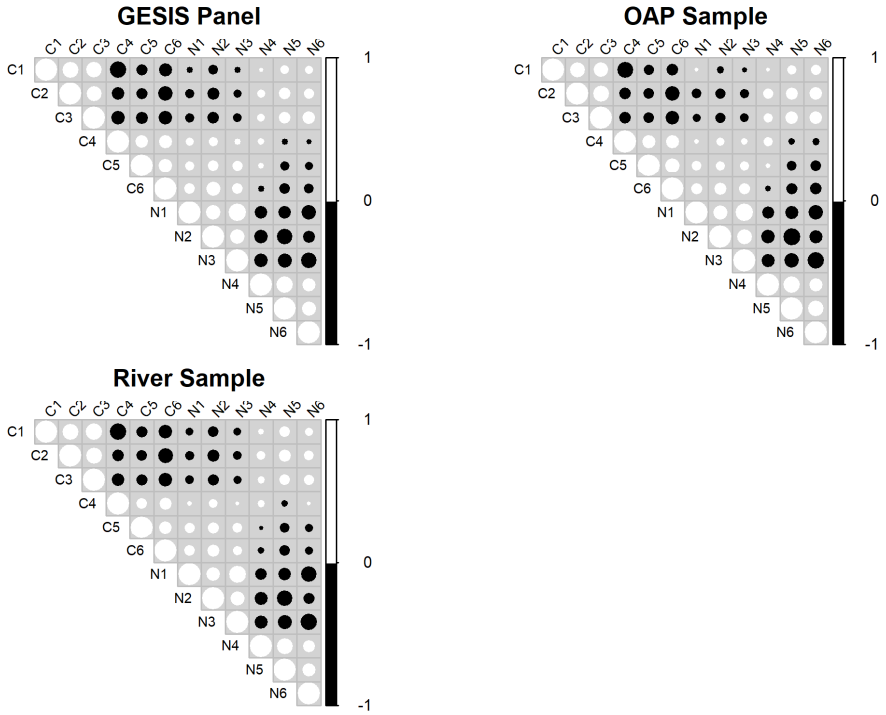 GESIS Panel
C1 C2 C3 C4 C5 C6 N1 N2 N3 N4 N5 N6
C1
C2
C3
C4
C5
C6
N1
N2
N3
N4
N5
N6
1
0
-1
OAP Sample
C1 C2 C3 C4 C5 C6 N1 N2 N3 N4 N5 N6
C1
C2
C3
C4
C5
C6
N1
N2
N3
N4
N5
N6
1
0
-1
River Sample
C1 C2 C3 C4 C5 C6 N1 N2 N3 N4 N5 N6
C1
C2
C3
C4
C5
C6
N1
N2
N3
N4
N5
N6
1
0
-1